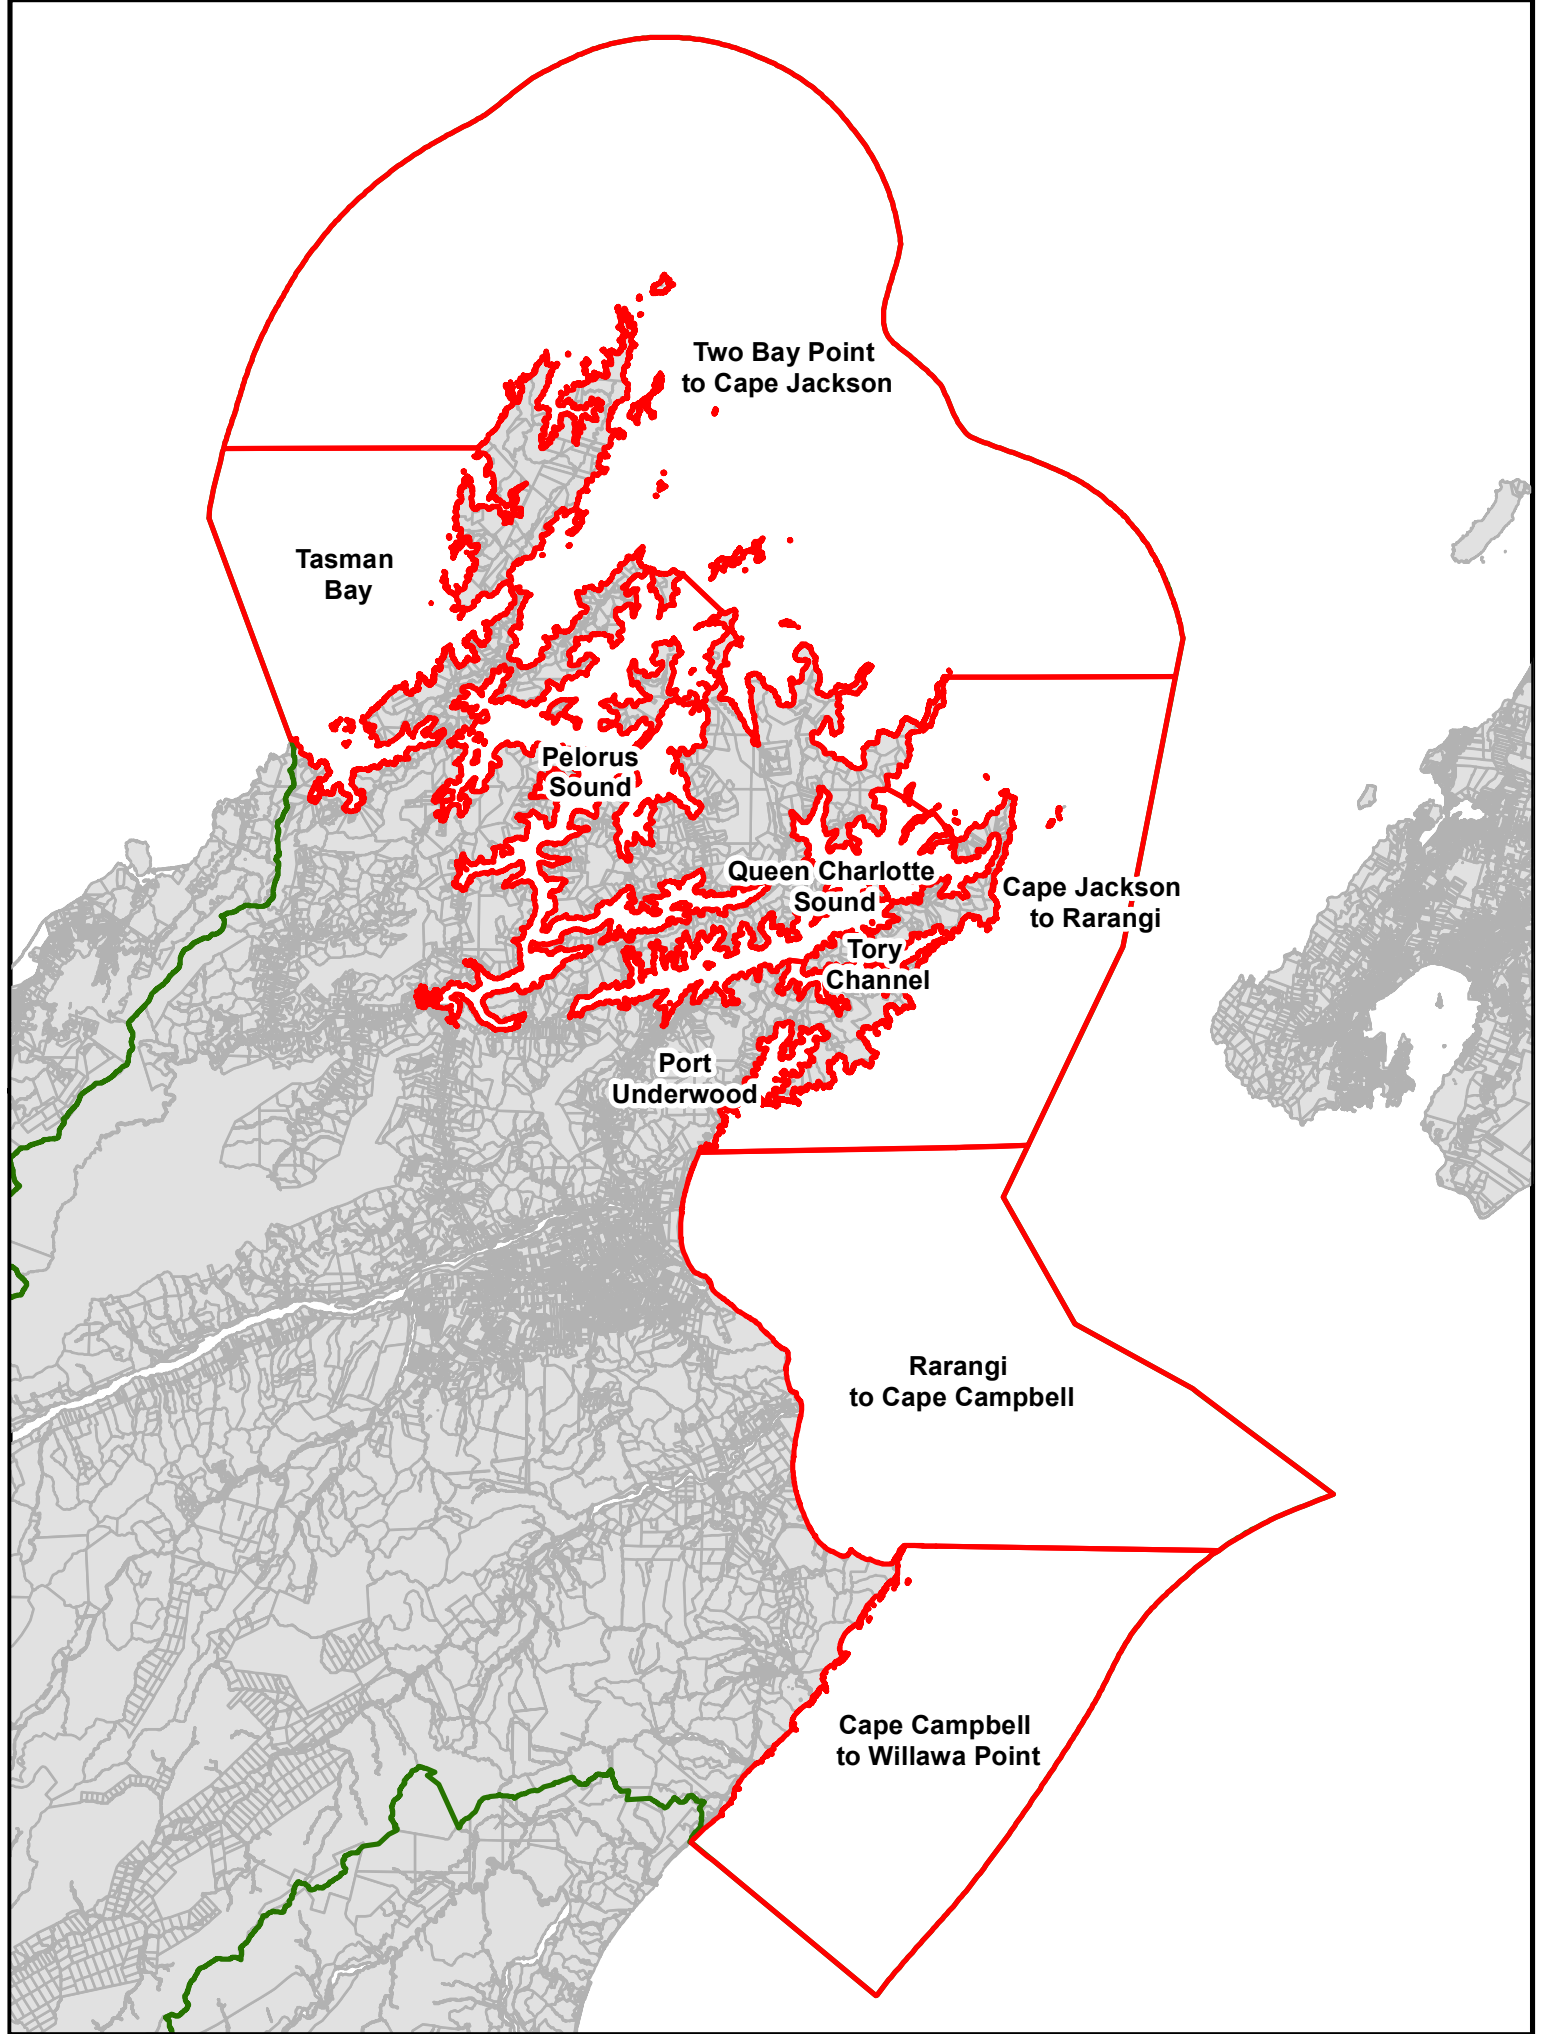 Two Bay Point
to Cape Jackson
Tasman
Bay
Pelorus
Sound
Queen Charlotte
Sound
Cape Jackson
to Rarangi
Tory
Channel
Port
Underwood
Rarangi
to Cape Campbell
Cape Campbell
to Willawa Point